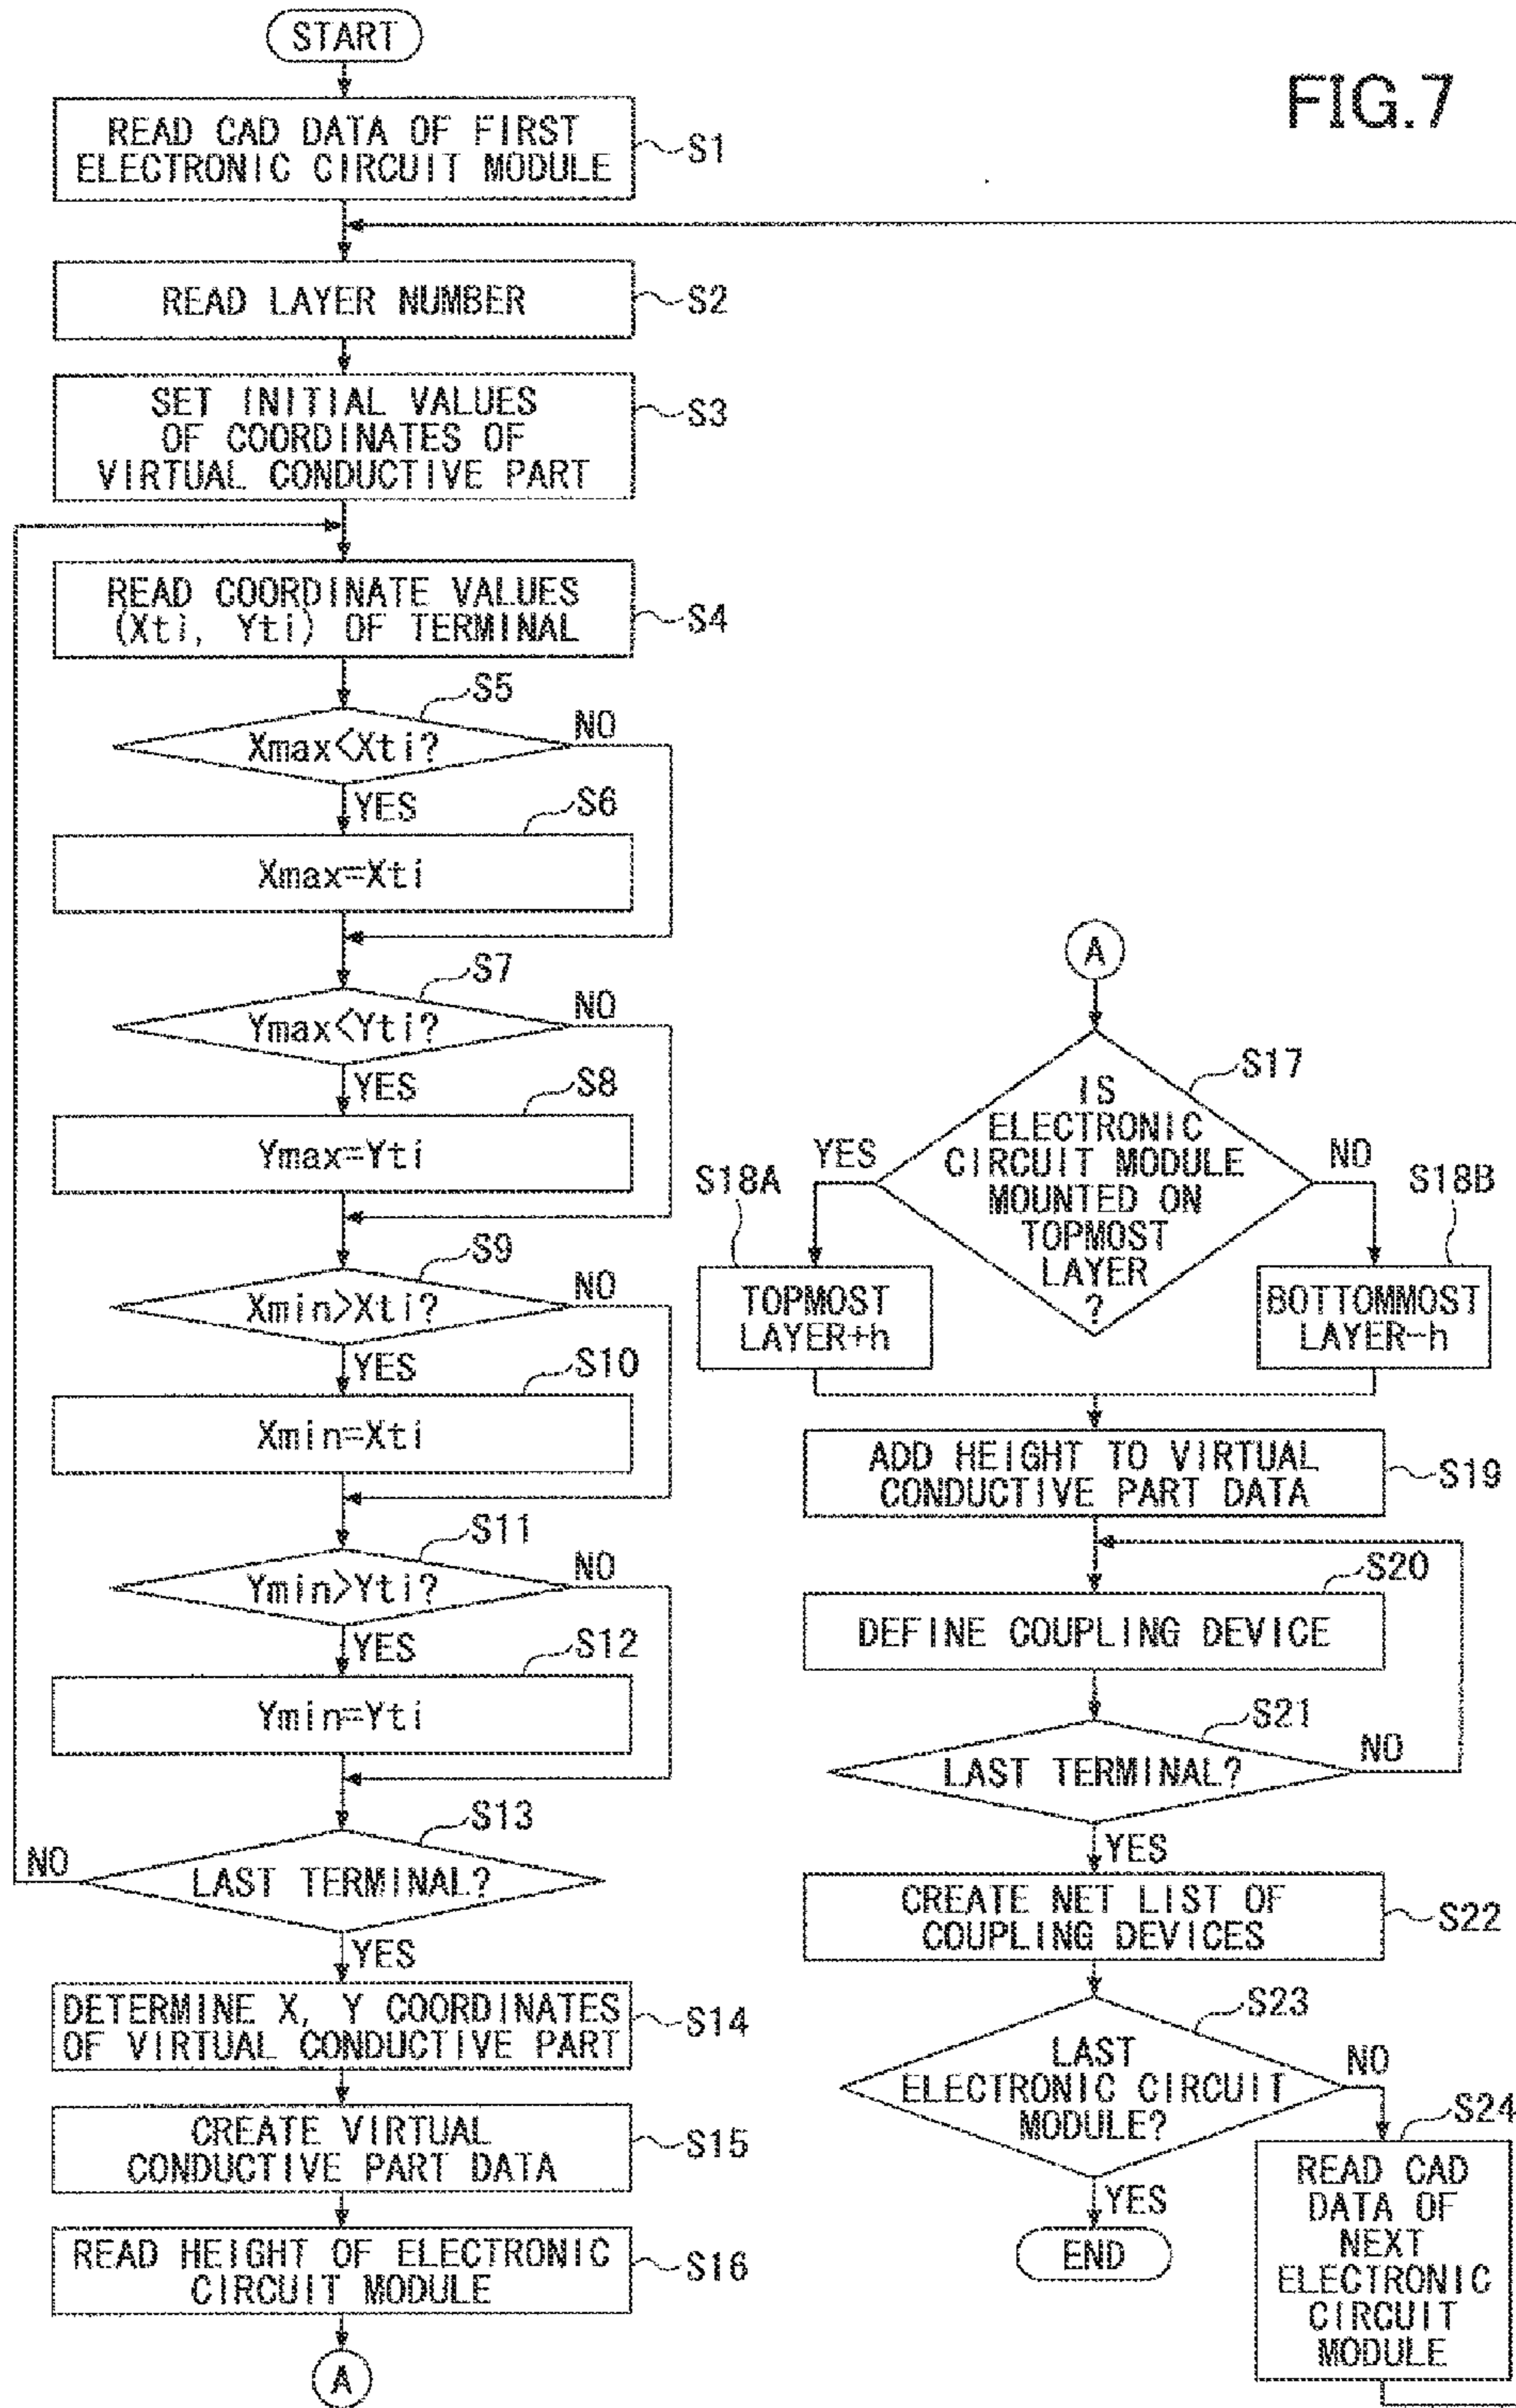 FIG.7
START
READ CAD DATA OF FIRST
ELECTRONIC CIRCUIT MODULE
S1
READ LAYER NUMBER
S2
SET INITIAL VALUES
OF COORDINATES OF
VIRTUAL CONDUCTIVE PART
S3
READ COORDINATE VALUES
(Xti, Yti) OF TERMINAL
S4
S5
Xmax<Xti?
NO
YES
S6
Xmax=Xti
S7
Ymax<Yti?
NO
YES
S8
Ymax=Yti
S9
Xmin>Xti?
NO
YES
S10
Xmin=Xti
S11
Ymin>Yti?
NO
YES
S12
Ymin=Yti
S13
NO
LAST TERMINAL?
YES
DETERMINE X, Y COORDINATES
OF VIRTUAL CONDUCTIVE PART
S14
CREATE VIRTUAL
CONDUCTIVE PART DATA
S15
READ HEIGHT OF ELECTRONIC
CIRCUIT MODULE
S16
A
A
S17
IS
ELECTRONIC
CIRCUIT MODULE
MOUNTED ON
TOPMOST
LAYER
?
YES
NO
S18A
TOPMOST
LAYER+h
S18B
BOTTOMMOST
LAYER-h
ADD HEIGHT TO VIRTUAL
CONDUCTIVE PART DATA
S19
S20
DEFINE COUPLING DEVICE
S21
LAST TERMINAL?
NO
YES
CREATE NET LIST OF
COUPLING DEVICES
S22
S23
LAST
ELECTRONIC CIRCUIT
MODULE?
NO
YES
END
S24
READ CAD
DATA OF
NEXT
ELECTRONIC
CIRCUIT
MODULE